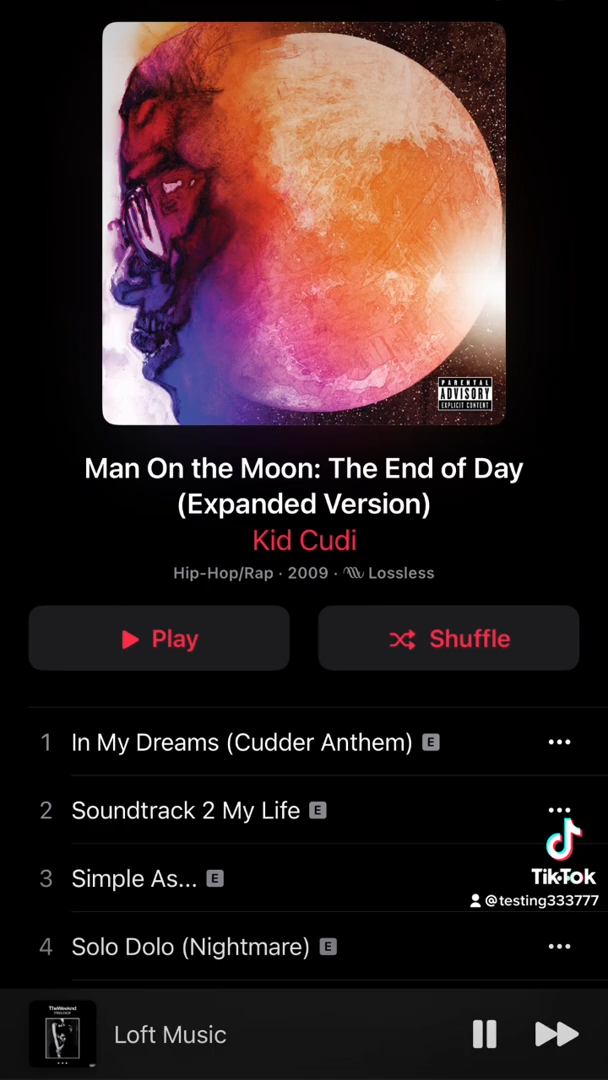 PARENTAL
ADVISORY
EXPLICIT CONTENT
Man On the Moon: The End of Day
(Expanded Version)
Kid Cudi
Hip-Hop/Rap · 2009 · Lossless
Play
Shuffle
1 In My Dreams (Cudder Anthem) E
2 Soundtrack 2 My Life E
3 Simple As... E
TikTok
@testing333777
4 Solo Dolo (Nightmare) E
TheWeeknd
Loft Music